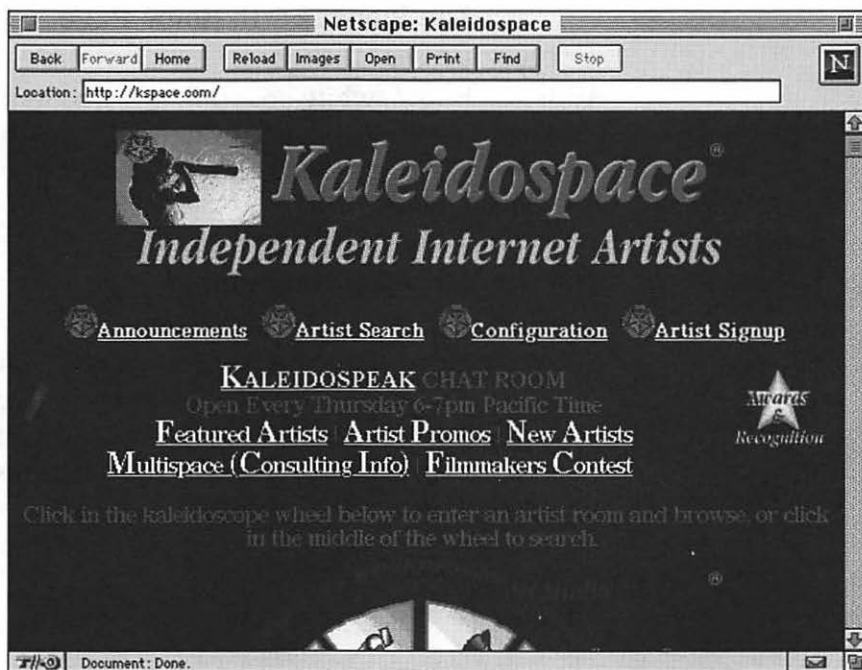 Netscape: Kaleidospace
Back Forward Home Reload Images Open Print Find Stop
N
Location: http://kspace.com/
Kaleidospace®
Independent Internet Artists
Announcements Artist Search Configuration Artist Signup
KALEIDOSPEAK CHAT ROOM
Open Every Thursday 6-7pm Pacific Time
Awards
&
Recognition
Featured Artists | Artist Promos | New Artists
Multispace (Consulting Info) | Filmmakers Contest
Click in the kaleidoscope wheel below to enter an artist room and browse, or click
in the middle of the wheel to search.
Art Studio
®
Document: Done.